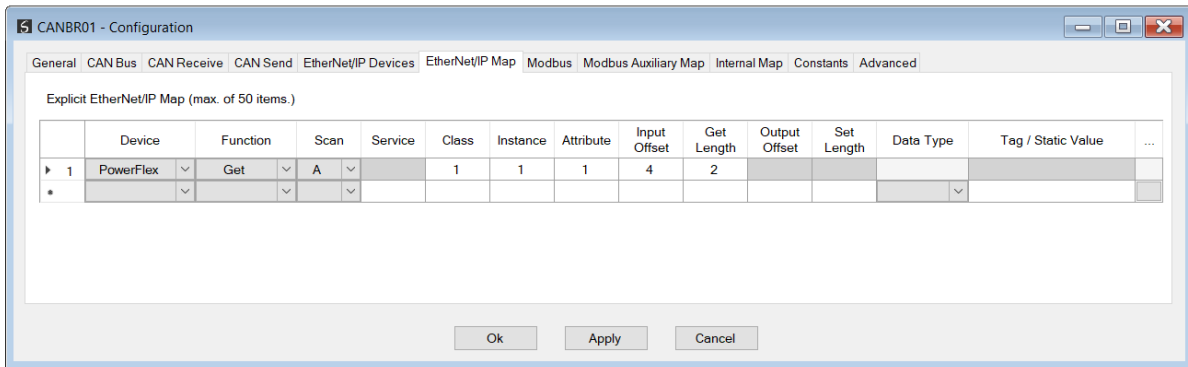 CANBR01 - Configuration
General CAN Bus CAN Receive CAN Send EtherNet/IP Devices EtherNet/IP Map Modbus Modbus Auxiliary Map Internal Map Constants Advanced
Explicit EtherNet/IP Map (max. of 50 items.)
Device Function Scan Service Class Instance Attribute Input Offset Get Length Output Offset Set Length Data Type Tag / Static Value ...
1 PowerFlex Get A 1 1 1 4 2
*
Ok Apply Cancel